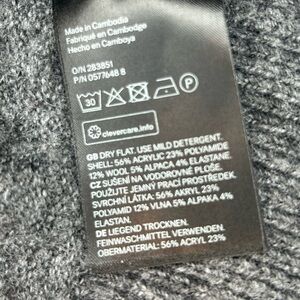 Made in Cambodia
Fabriqué en Cambodge
Hecho en Camboya
O/N 283851
P/N 0577648 B
30
P
clevercare.info
GB DRY FLAT. USE MILD DETERGENT.
SHELL: 56% ACRYLIC 23% POLYAMIDE
12% WOOL 5% ALPACA 4% ELASTANE.
CZ SUŠENÍ NA VODOROVNÉ PLOŠE.
POUŽIJTE JEMNÝ PRACÍ PROSTŘEDEK.
SVRCHNÍ LÁTKA: 56% AKRYL 23%
POLYAMID 12% VLNA 5% ALPAKA 4%
ELASTAN.
DE LIEGEND TROCKNEN.
FEINWASCHMITTEL VERWENDEN.
OBERMATERIAL: 56% ACRYL 23%